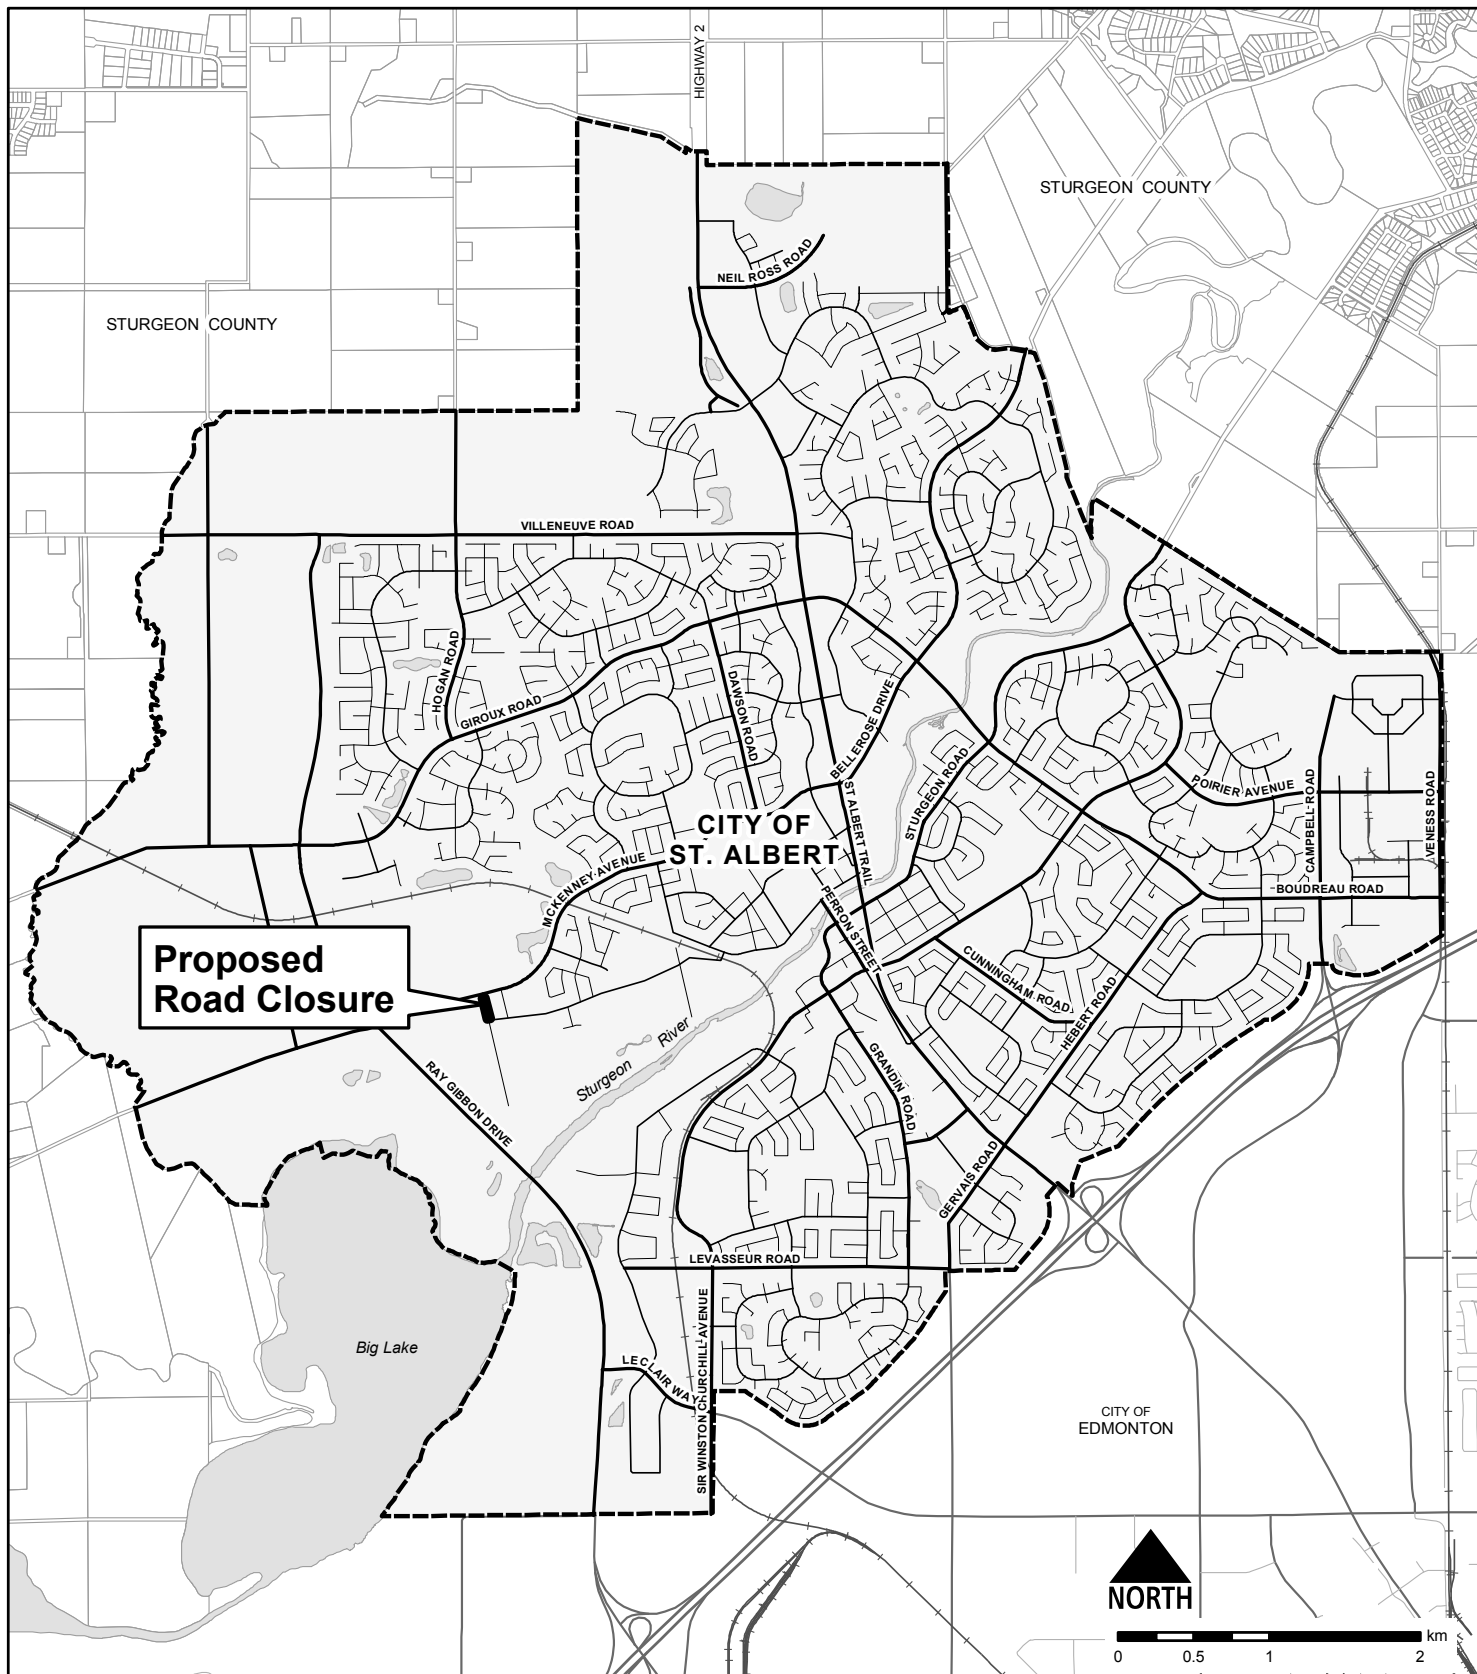 HIGHWAY 2
STURGEON COUNTY
NEIL ROSS ROAD
STURGEON COUNTY
VILLENEUVE ROAD
HOGAN ROAD
GIROUX ROAD
DAWSON ROAD
BELLEROSE DRIVE
STURGEON ROAD
POIRIER AVENUE
CAMPBELL ROAD
VENESS ROAD
CITY OF
ST. ALBERT
ST ALBERT TRAIL
MCKENNEY AVENUE
BOUDREAU ROAD
PERRON STREET
Proposed
Road Closure
CUNNINGHAM ROAD
HEBERT ROAD
Sturgeon River
RAY GIBBON DRIVE
GRANDIN ROAD
GERVAIS ROAD
LEVASSEUR ROAD
SIR WINSTON CHURCHILL AVENUE
Big Lake
LECLAIR WAY
CITY OF
EDMONTON
NORTH
km
0 0.5 1 2